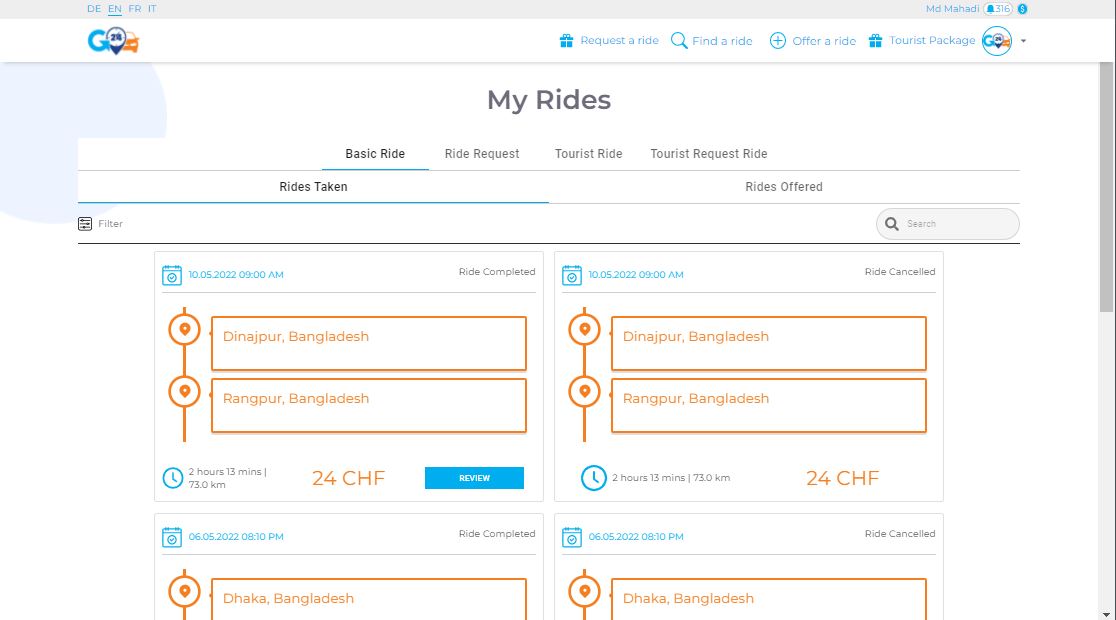 DE EN FR IT
Md Mahadi 316 $
GO 24
Request a ride Find a ride Offer a ride Tourist Package GO 24
My Rides
Basic Ride Ride Request Tourist Ride Tourist Request Ride
Rides Taken Rides Offered
Filter Search
10.05.2022 09:00 AM Ride Completed
Dinajpur, Bangladesh
Rangpur, Bangladesh
2 hours 13 mins |
73.0 km
24 CHF
REVIEW
10.05.2022 09:00 AM Ride Cancelled
Dinajpur, Bangladesh
Rangpur, Bangladesh
2 hours 13 mins | 73.0 km 24 CHF
06.05.2022 08:10 PM Ride Completed
Dhaka, Bangladesh
06.05.2022 08:10 PM Ride Cancelled
Dhaka, Bangladesh